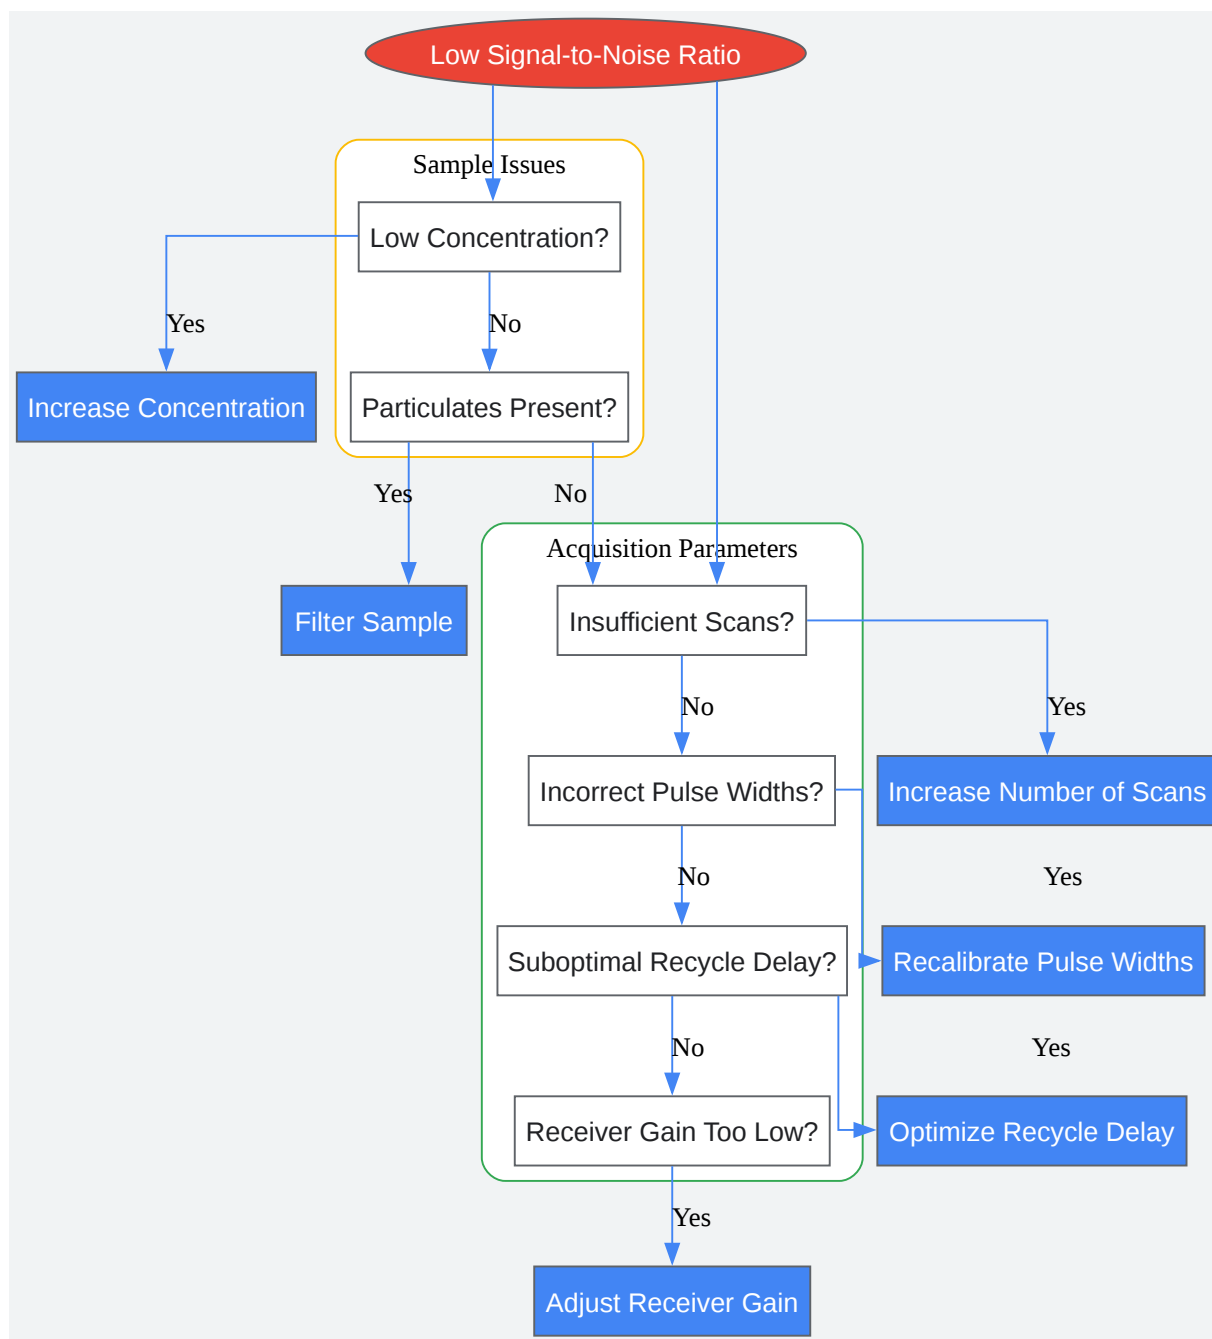 Low Signal-to-Noise Ratio
Sample Issues
Low Concentration?
Yes
No
Increase Concentration
Particulates Present?
Yes
No
Acquisition Parameters
Filter Sample
Insufficient Scans?
No
Yes
Incorrect Pulse Widths?
Increase Number of Scans
No
Yes
Suboptimal Recycle Delay?
Recalibrate Pulse Widths
No
Yes
Receiver Gain Too Low?
Optimize Recycle Delay
Yes
Adjust Receiver Gain